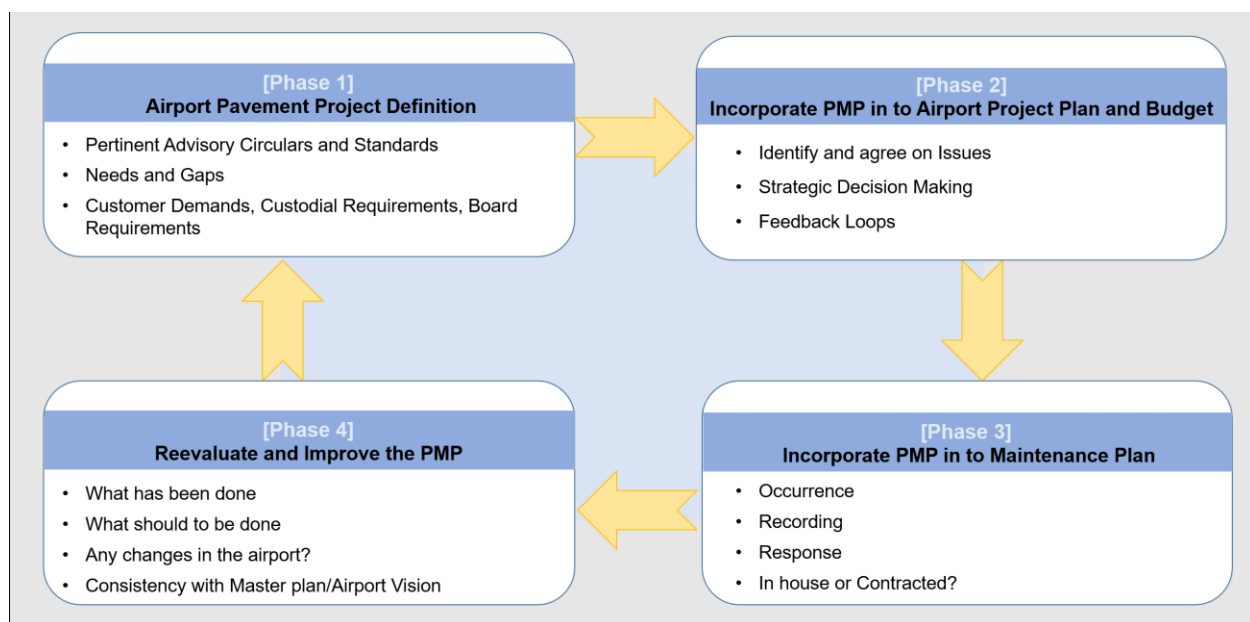 [Phase 1]
Airport Pavement Project Definition
• Pertinent Advisory Circulars and Standards
• Needs and Gaps
• Customer Demands, Custodial Requirements, Board
Requirements
[Phase 2]
Incorporate PMP in to Airport Project Plan and Budget
• Identify and agree on Issues
• Strategic Decision Making
• Feedback Loops
[Phase 3]
Incorporate PMP in to Maintenance Plan
• Occurrence
• Recording
• Response
• In house or Contracted?
[Phase 4]
Reevaluate and Improve the PMP
• What has been done
• What should to be done
• Any changes in the airport?
• Consistency with Master plan/Airport Vision